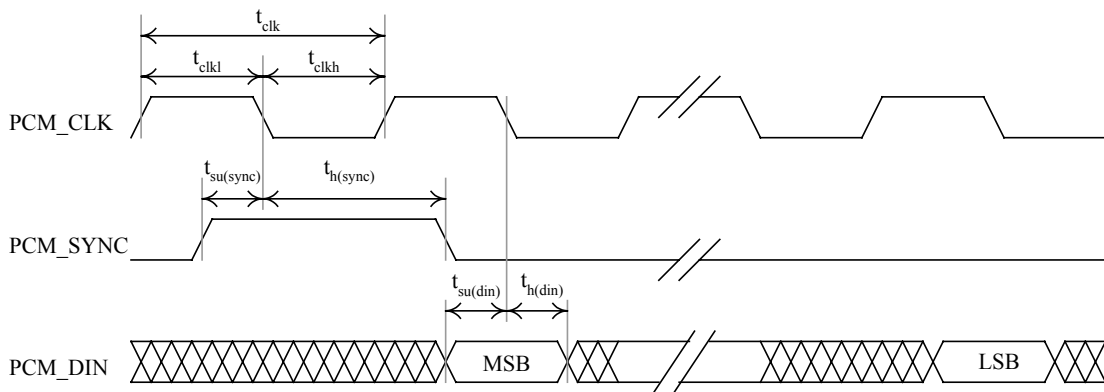 t_clk
t_clkl t_clkh
PCM_CLK
t_su(sync) t_h(sync)
PCM_SYNC
t_su(din) t_h(din)
PCM_DIN MSB LSB